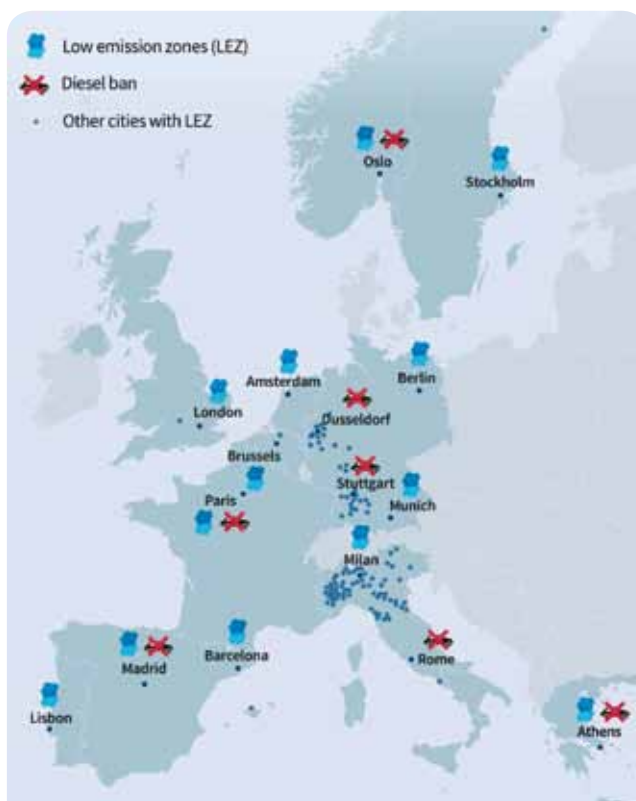 Low emission zones (LEZ)
Diesel ban
Other cities with LEZ
Oslo
Stockholm
Amsterdam
Berlin
London
Dusseldorf
Brussels
Stuttgart
Paris
Munich
Milan
Barcelona
Rome
Madrid
Lisbon
Athens